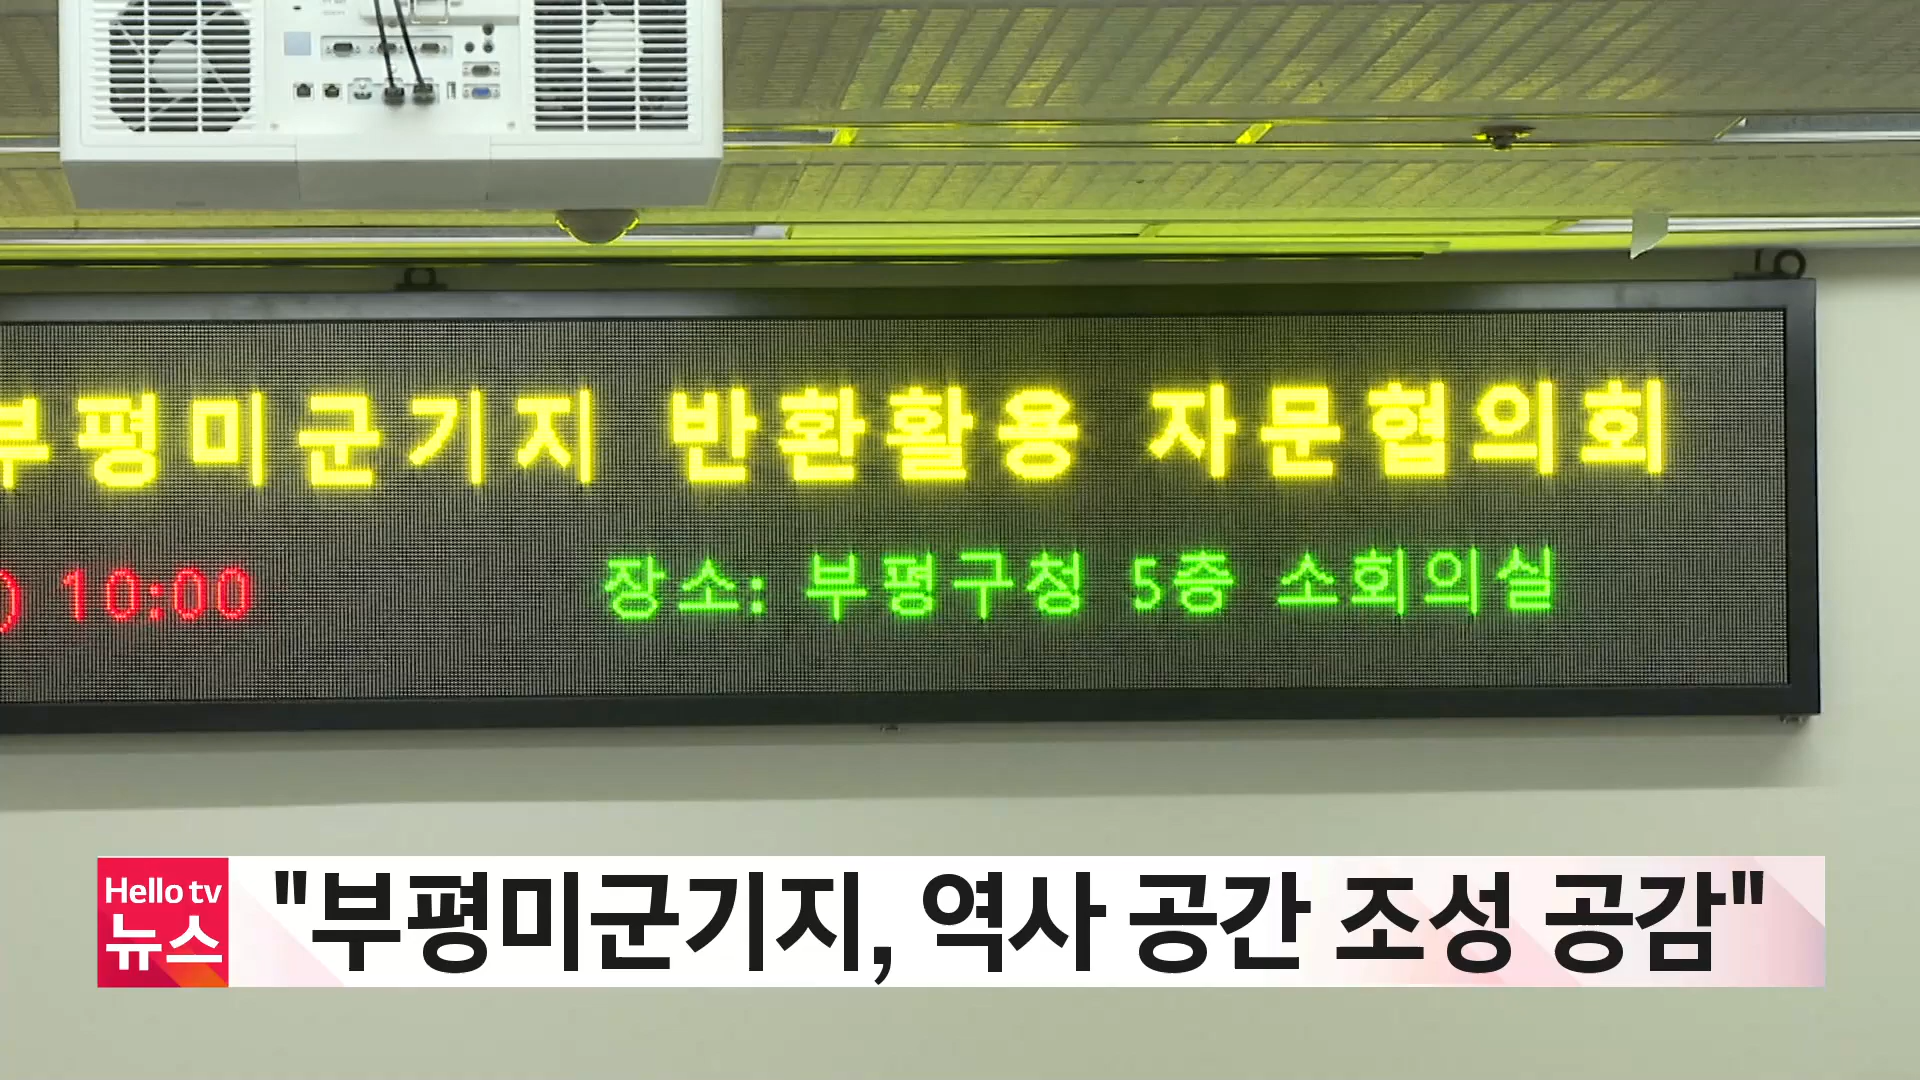 부평미군기지 반환활용 자문협의회
) 10:00 장소: 부평구청 5층 소회의실
Hello tv
뉴스
"부평미군기지, 역사 공간 조성 공감"